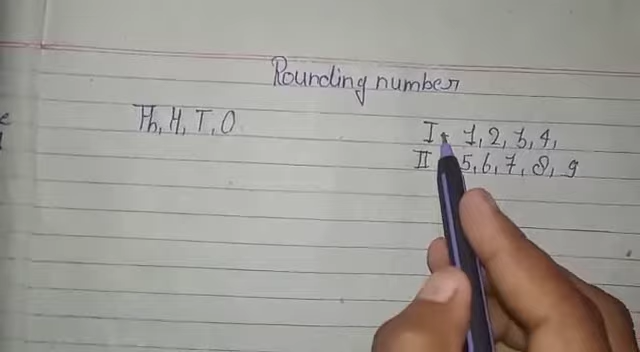 Rounding number
Th, H, T, O
I 1, 2, 3, 4,
II 5, 6, 7, 8, 9